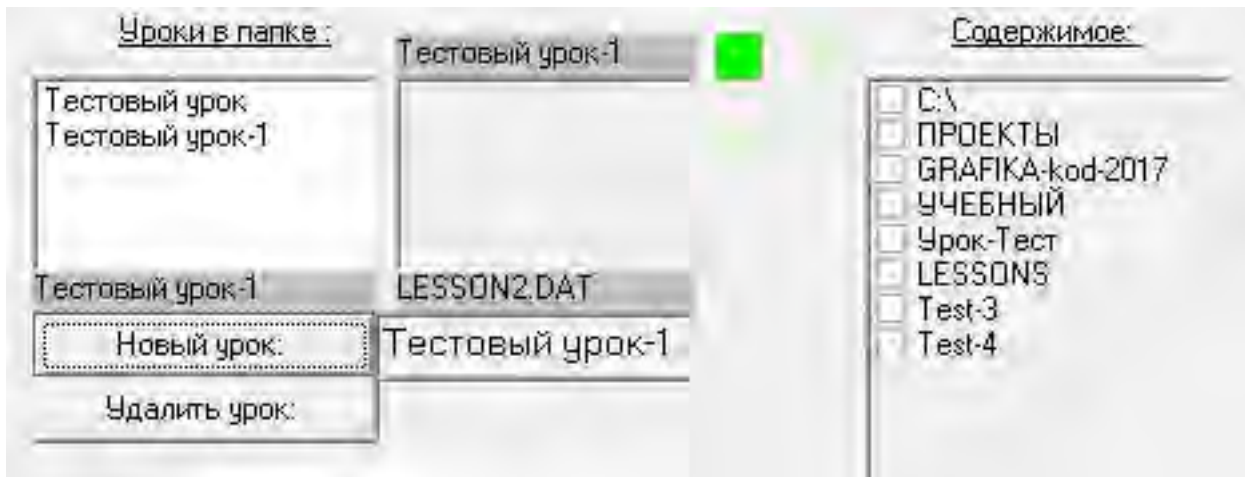 Уроки в папке :
Тестовый урок
Тестовый урок-1
Тестовый урок-1
Новый урок:
Удалить урок:
Тестовый урок-1
LESSON2.DAT
Тестовый урок-1
Содержимое:
C:\
ПРОЕКТЫ
GRAFIKA-kod-2017
УЧЕБНЫЙ
Урок-Тест
LESSONS
Test-3
Test-4